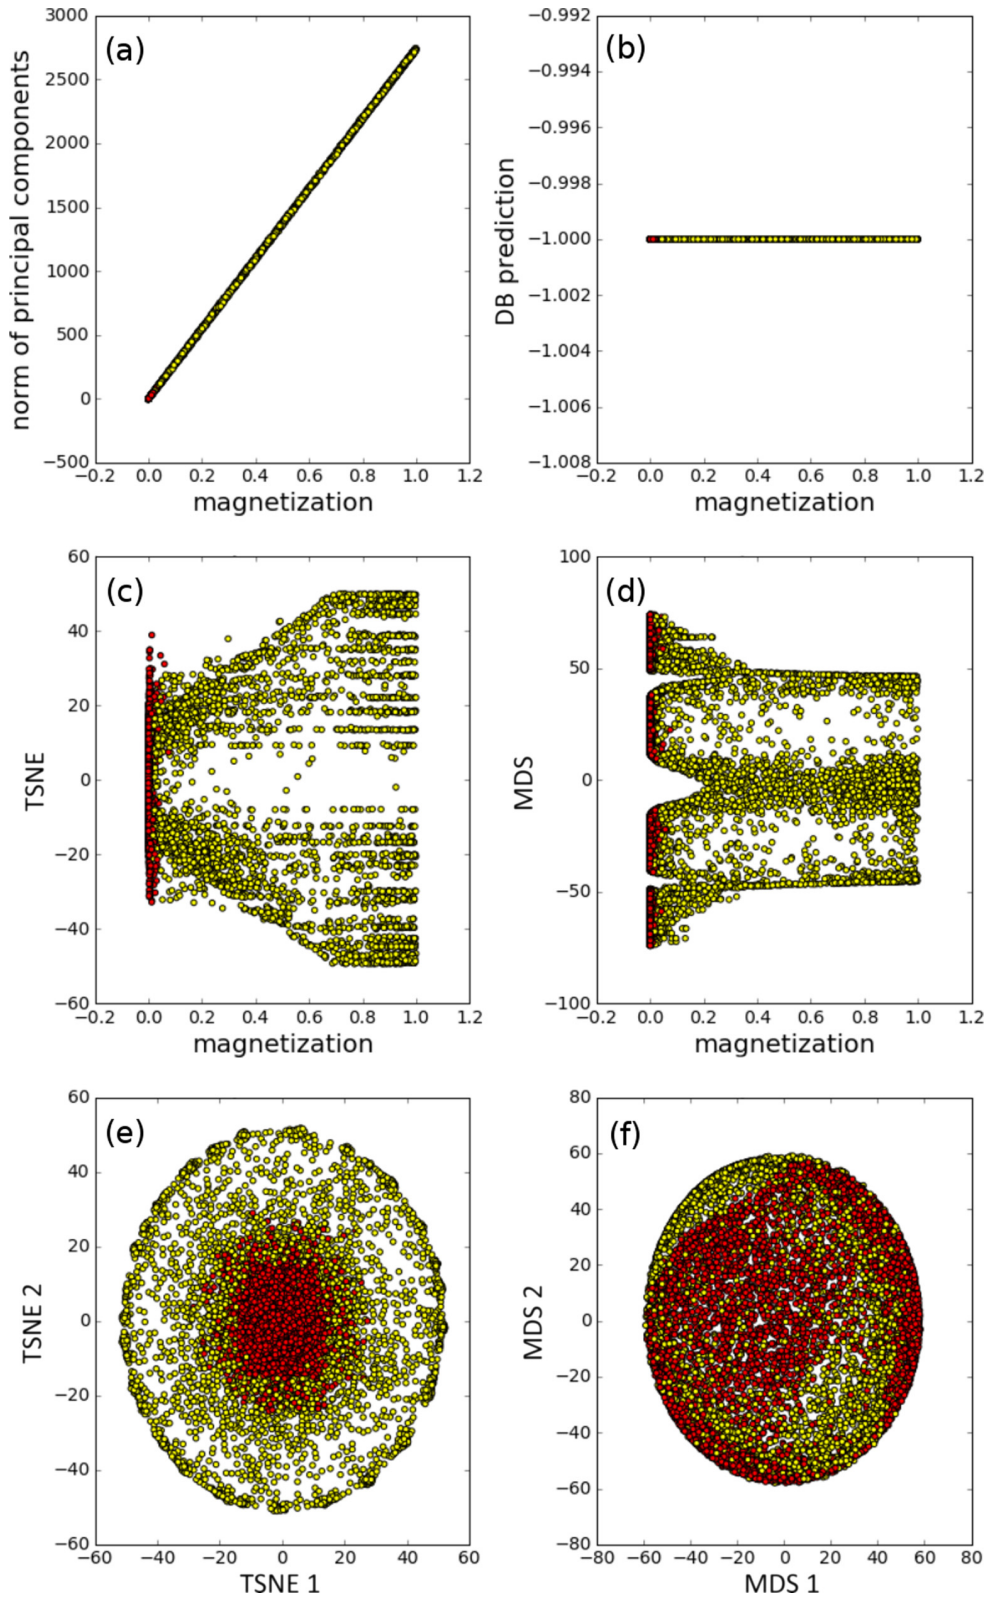 (a)
norm of principal components
3000
2500
2000
1500
1000
500
0
−500
−0.2 0.0 0.2 0.4 0.6 0.8 1.0 1.2
magnetization
(b)
DB prediction
−0.992
−0.994
−0.996
−0.998
−1.000
−1.002
−1.004
−1.006
−1.008
−0.2 0.0 0.2 0.4 0.6 0.8 1.0 1.2
magnetization
(c)
TSNE
60
40
20
0
−20
−40
−60
−0.2 0.0 0.2 0.4 0.6 0.8 1.0 1.2
magnetization
(d)
MDS
100
50
0
−50
−100
−0.2 0.0 0.2 0.4 0.6 0.8 1.0 1.2
magnetization
(e)
TSNE 2
60
40
20
0
−20
−40
−60
−60 −40 −20 0 20 40 60
TSNE 1
(f)
MDS 2
80
60
40
20
0
−20
−40
−60
−80
−80 −60 −40 −20 0 20 40 60 80
MDS 1